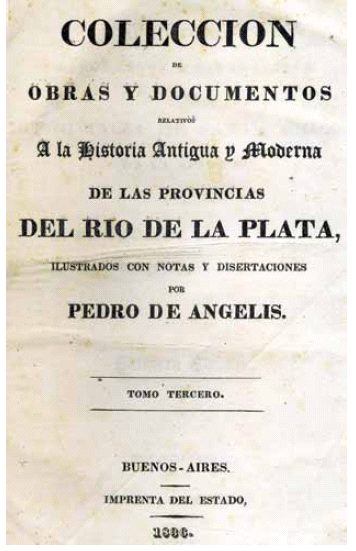 COLECCION
DE
OBRAS Y DOCUMENTOS
RELATIVOS
A la Historia Antigua y Moderna
DE LAS PROVINCIAS
DEL RIO DE LA PLATA,
ILUSTRADOS CON NOTAS Y DISERTACIONES
POR
PEDRO DE ANGELIS.
TOMO TERCERO.
BUENOS-AIRES.
IMPRENTA DEL ESTADO,
1836.